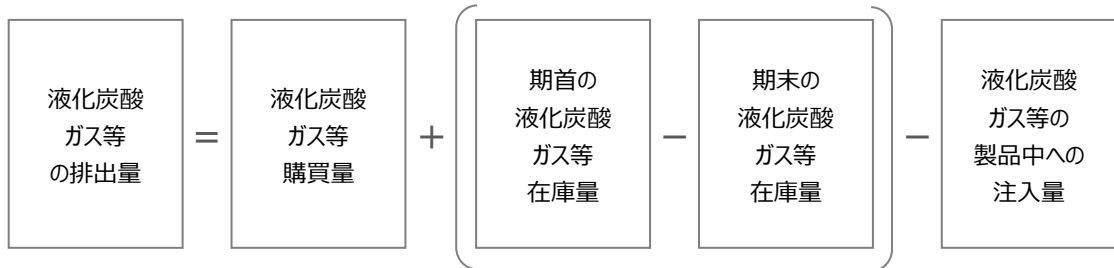 液化炭酸
ガス等
の排出量
＝
液化炭酸
ガス等
購買量
＋
期首の
液化炭酸
ガス等
在庫量
－
期末の
液化炭酸
ガス等
在庫量
－
液化炭酸
ガス等の
製品中への
注入量